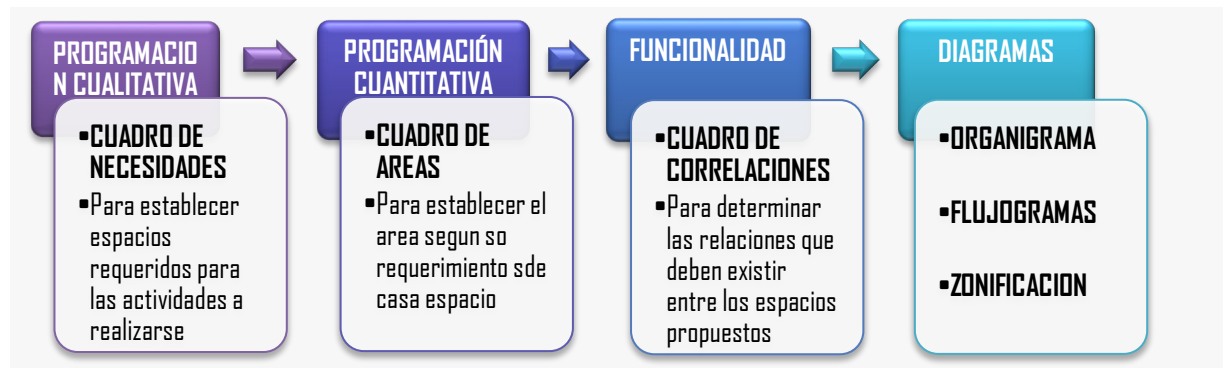 PROGRAMACIO
N CUALITATIVA
▪CUADRO DE
NECESIDADES
▪Para establecer
espacios
requeridos para
las actividades a
realizarse
PROGRAMACIÓN
CUANTITATIVA
▪CUADRO DE
AREAS
▪Para establecer el
area segun so
requerimiento sde
casa espacio
FUNCIONALIDAD
▪CUADRO DE
CORRELACIONES
▪Para determinar
las relaciones que
deben existir
entre los espacios
propuestos
DIAGRAMAS
▪ORGANIGRAMA
▪FLUJOGRAMAS
▪ZONIFICACION